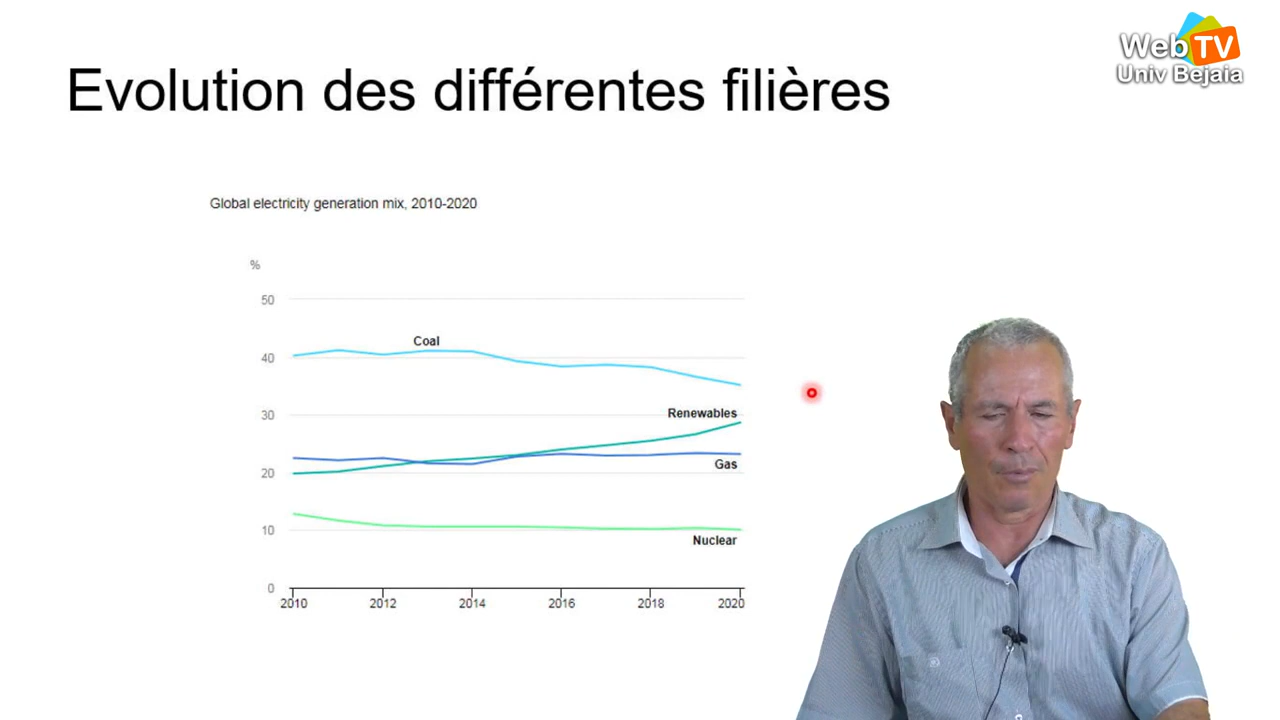 Web TV
Univ Bejaia
Evolution des différentes filières
Global electricity generation mix, 2010-2020
%
50
Coal
40
Renewables
30
Gas
20
10
Nuclear
0
2010 2012 2014 2016 2018 2020